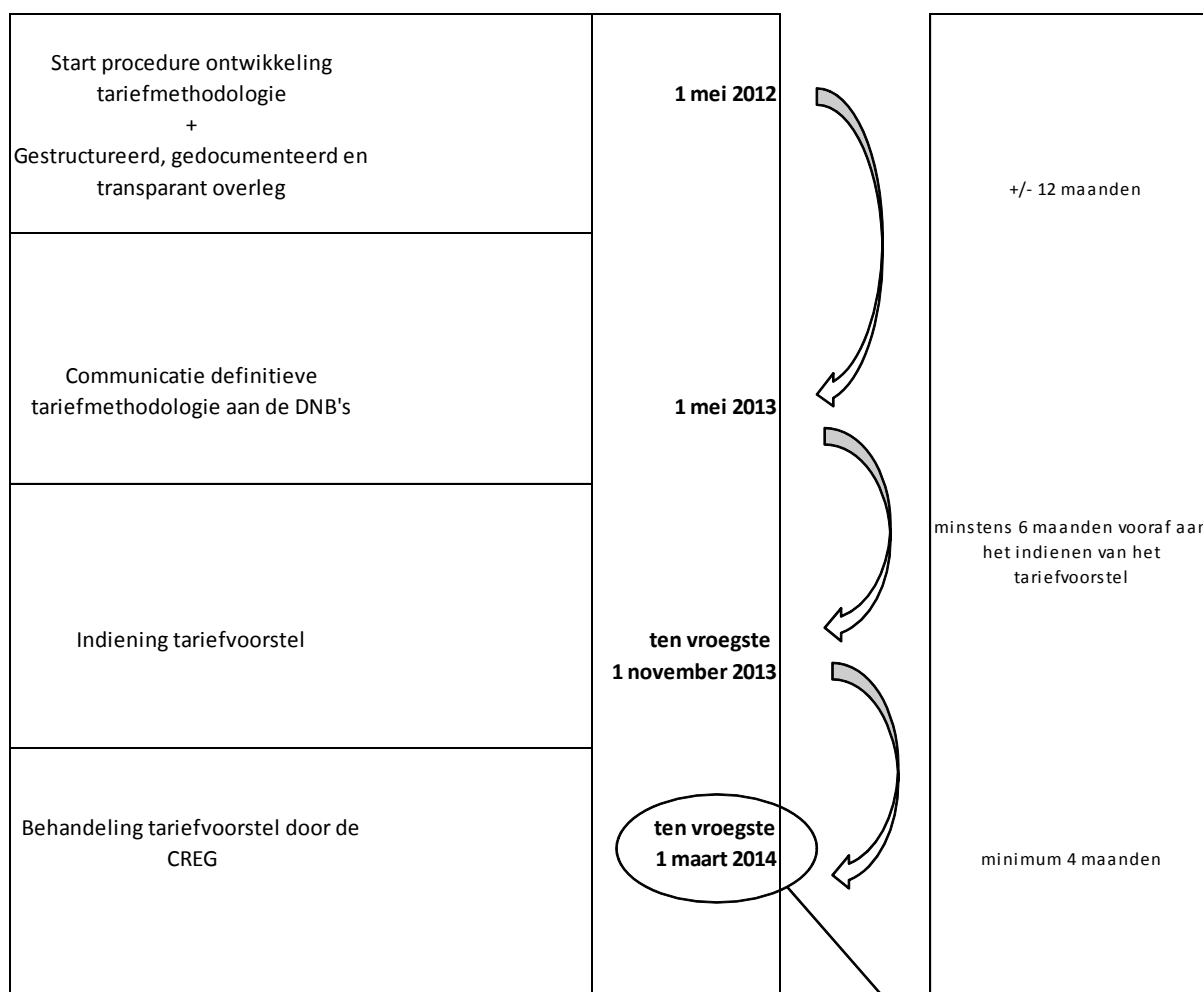 Start procedure ontwikkeling
tariefmethodologie
+
Gestructureerd, gedocumenteerd en
transparant overleg
1 mei 2012
+/- 12 maanden
Communicatie definitieve
tariefmethodologie aan de DNB's
1 mei 2013
minstens 6 maanden vooraf aan
het indienen van het
tariefvoorstel
Indiening tariefvoorstel
ten vroegste
1 november 2013
Behandeling tariefvoorstel door de
CREG
ten vroegste
1 maart 2014
minimum 4 maanden